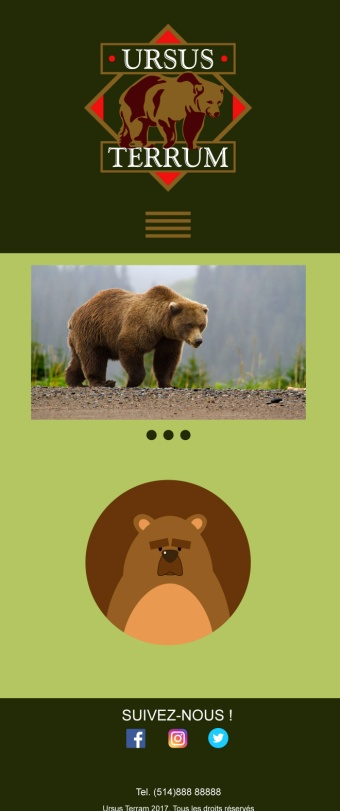 URSUS
TERRUM
SUIVEZ-NOUS !
Tel. (514)888 88888
Ursus Terram 2017 Tous les droits réservés